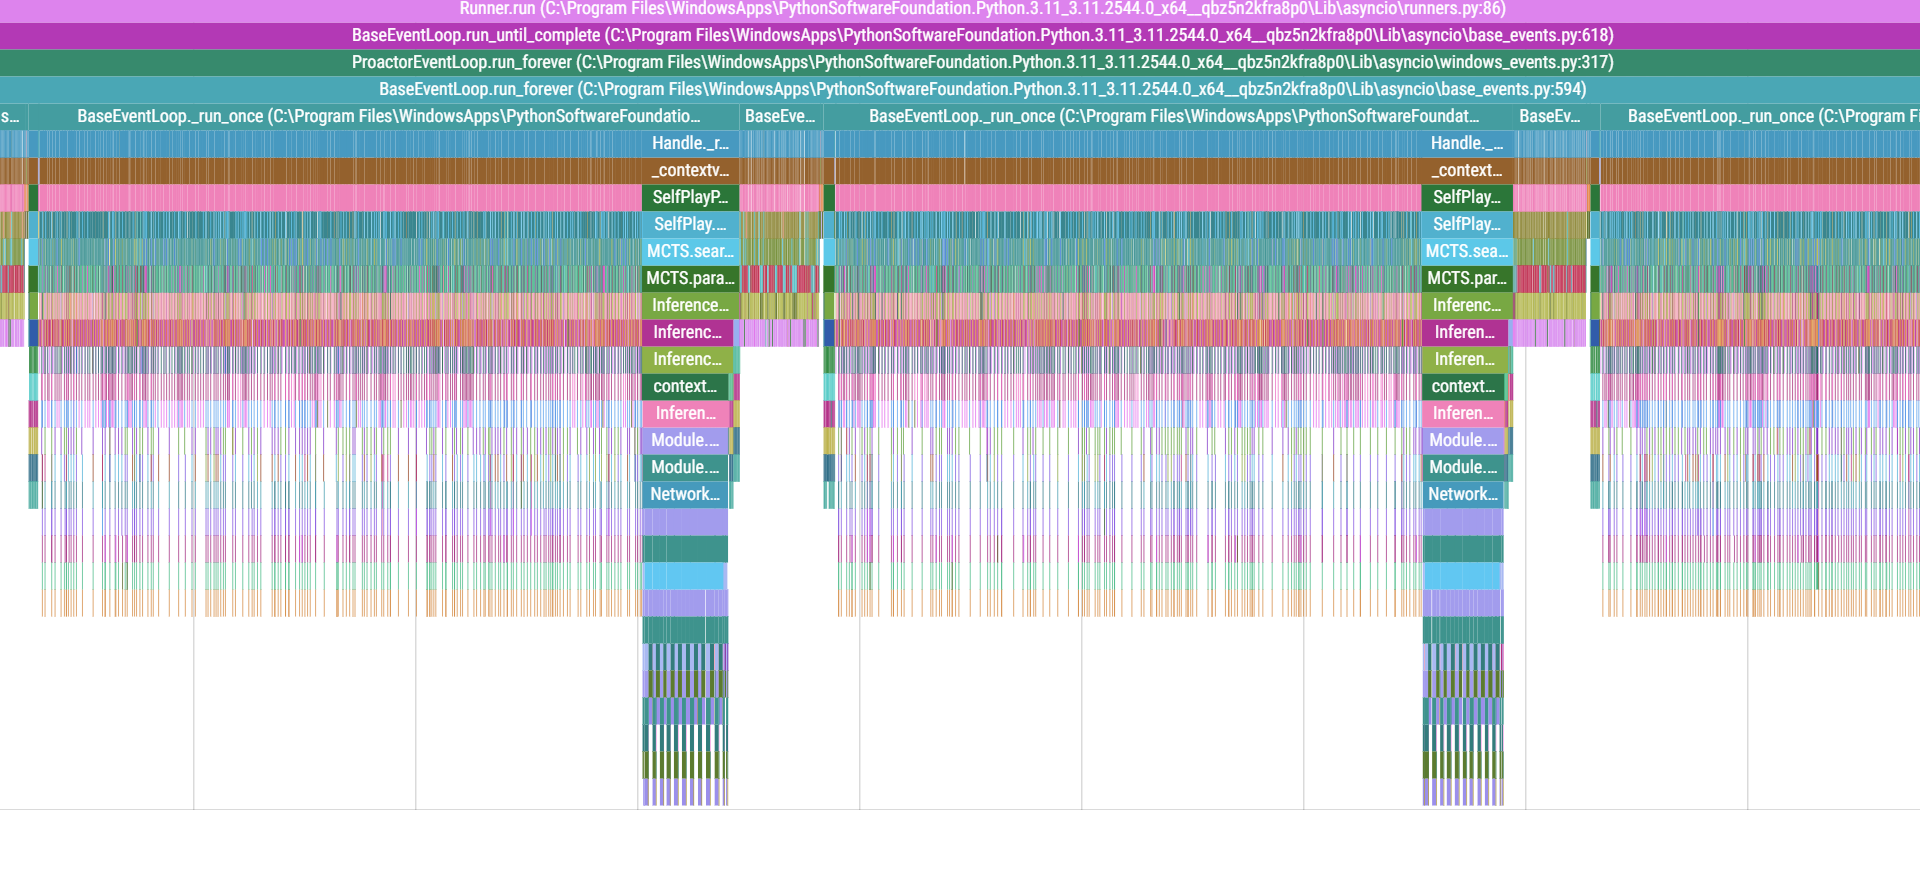 Runner.run (C:\Program Files\WindowsApps\PythonSoftwareFoundation.Python.3.11_3.11.2544.0_x64__qbz5n2kfra8p0\Lib\asyncio\runners.py:86)
BaseEventLoop.run_until_complete (C:\Program Files\WindowsApps\PythonSoftwareFoundation.Python.3.11_3.11.2544.0_x64__qbz5n2kfra8p0\Lib\asyncio\base_events.py:618)
ProactorEventLoop.run_forever (C:\Program Files\WindowsApps\PythonSoftwareFoundation.Python.3.11_3.11.2544.0_x64__qbz5n2kfra8p0\Lib\asyncio\windows_events.py:317)
BaseEventLoop.run_forever (C:\Program Files\WindowsApps\PythonSoftwareFoundation.Python.3.11_3.11.2544.0_x64__qbz5n2kfra8p0\Lib\asyncio\base_events.py:594)
s... BaseEventLoop._run_once (C:\Program Files\WindowsApps\PythonSoftwareFoundatio... BaseEve... BaseEventLoop._run_once (C:\Program Files\WindowsApps\PythonSoftwareFoundat... BaseEv... BaseEventLoop._run_once (C:\Program Fi
Handle._r... Handle._...
_contextv... _context...
SelfPlayP... SelfPlay...
SelfPlay.... SelfPlay...
MCTS.sear... MCTS.sea...
MCTS.para... MCTS.par...
Inference... Inferenc...
Inferenc... Inferen...
Inferenc... Inferen...
context... context...
Inferen... Inferen...
Module.... Module....
Module.... Module....
Network... Network...